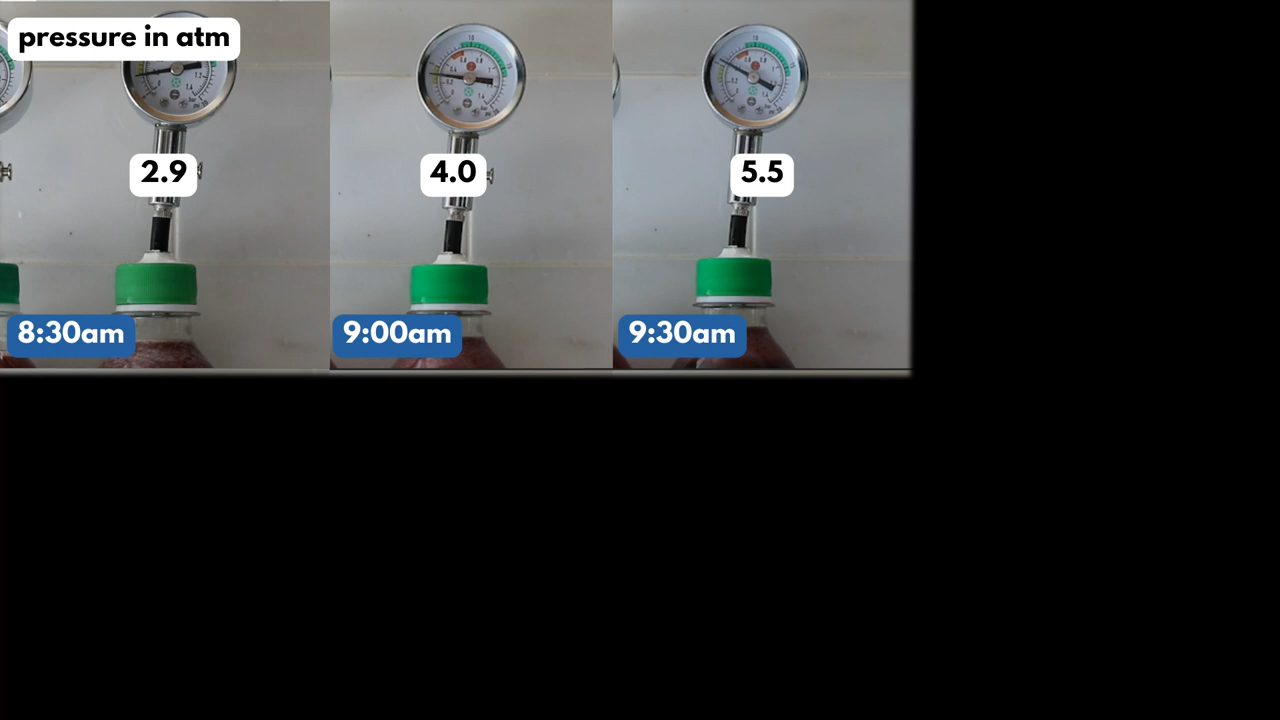 pressure in atm
2.9
4.0
5.5
8:30am
9:00am
9:30am